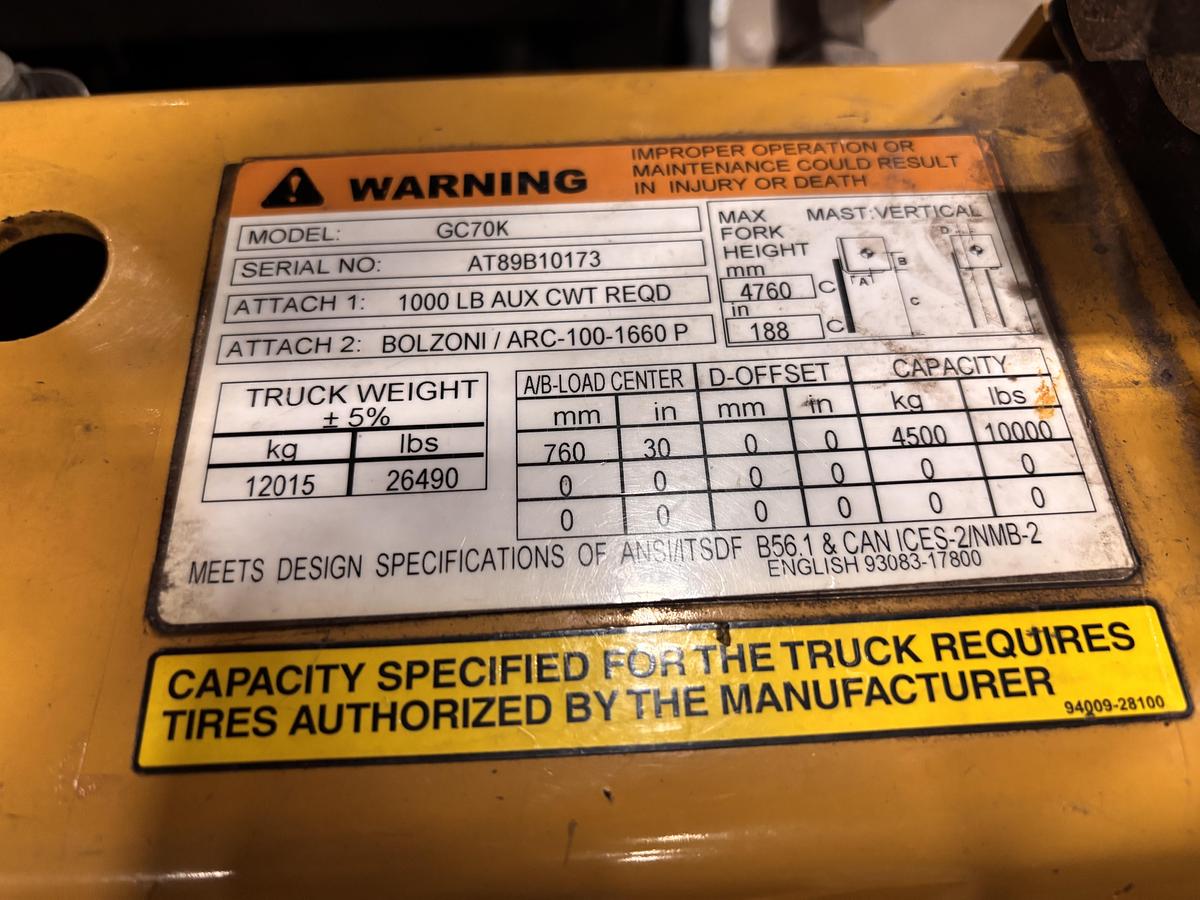 WARNING
IMPROPER OPERATION OR
MAINTENANCE COULD RESULT
IN INJURY OR DEATH
MODEL: GC70K
SERIAL NO: AT89B10173
ATTACH 1: 1000 LB AUX CWT REQD
ATTACH 2: BOLZONI / ARC-100-1660 P
MAX MAST:VERTICAL
FORK
HEIGHT
mm
4760 C
in
188 C
A B C D
TRUCK WEIGHT
± 5%
kg lbs
12015 26490
A/B-LOAD CENTER D-OFFSET CAPACITY
mm in mm in kg lbs
760 30 0 0 4500 10000
0 0 0 0 0 0
0 0 0 0 0 0
MEETS DESIGN SPECIFICATIONS OF ANSI/ITSDF B56.1 & CAN ICES-2/NMB-2
ENGLISH 93083-17800
CAPACITY SPECIFIED FOR THE TRUCK REQUIRES
TIRES AUTHORIZED BY THE MANUFACTURER
94009-28100